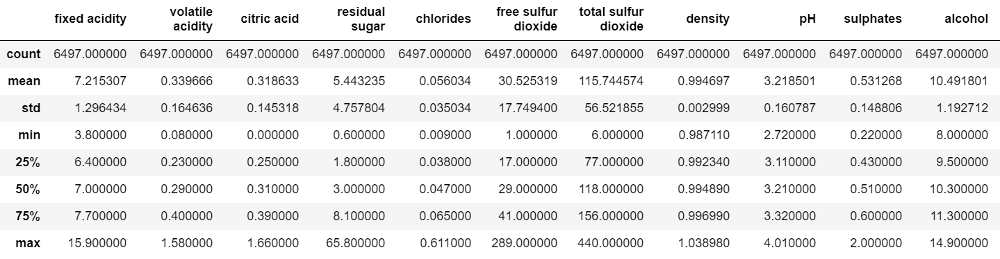 fixed acidity volatile acidity citric acid residual sugar chlorides free sulfur dioxide total sulfur dioxide density pH sulphates alcohol
count 6497.000000 6497.000000 6497.000000 6497.000000 6497.000000 6497.000000 6497.000000 6497.000000 6497.000000 6497.000000 6497.000000
mean 7.215307 0.339666 0.318633 5.443235 0.056034 30.525319 115.744574 0.994697 3.218501 0.531268 10.491801
std 1.296434 0.164636 0.145318 4.757804 0.035034 17.749400 56.521855 0.002999 0.160787 0.148806 1.192712
min 3.800000 0.080000 0.000000 0.600000 0.009000 1.000000 6.000000 0.987110 2.720000 0.220000 8.000000
25% 6.400000 0.230000 0.250000 1.800000 0.038000 17.000000 77.000000 0.992340 3.110000 0.430000 9.500000
50% 7.000000 0.290000 0.310000 3.000000 0.047000 29.000000 118.000000 0.994890 3.210000 0.510000 10.300000
75% 7.700000 0.400000 0.390000 8.100000 0.065000 41.000000 156.000000 0.996990 3.320000 0.600000 11.300000
max 15.900000 1.580000 1.660000 65.800000 0.611000 289.000000 440.000000 1.038980 4.010000 2.000000 14.900000